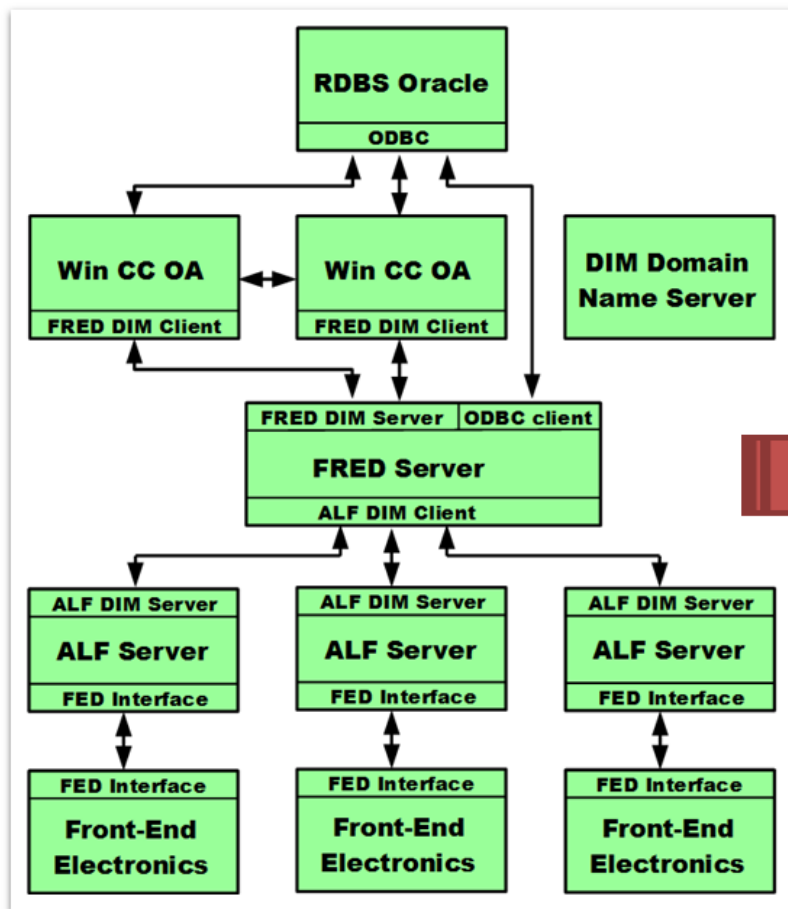 RDBS Oracle
ODBC
Win CC OA
FRED DIM Client
Win CC OA
FRED DIM Client
DIM Domain
Name Server
FRED DIM Server
ODBC client
FRED Server
ALF DIM Client
ALF DIM Server
ALF Server
FED Interface
ALF DIM Server
ALF Server
FED Interface
ALF DIM Server
ALF Server
FED Interface
FED Interface
Front-End
Electronics
FED Interface
Front-End
Electronics
FED Interface
Front-End
Electronics